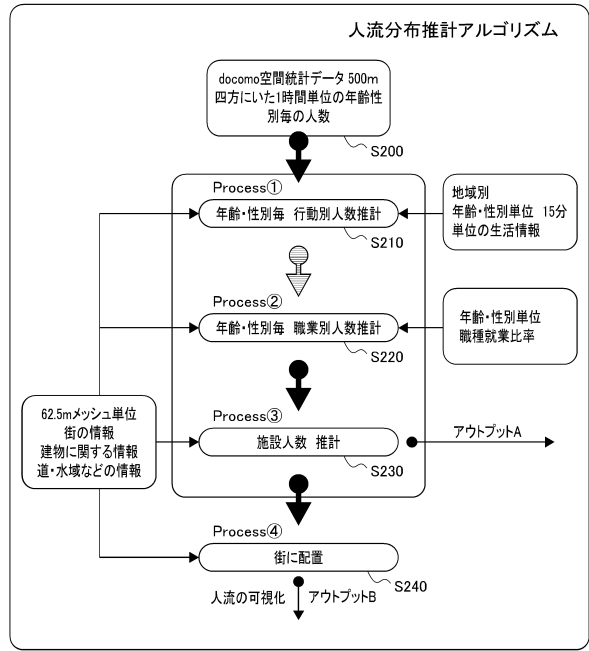 人流分布推計アルゴリズム
docomo空間統計データ 500m
四方にいた1時間単位の年齢性
別毎の人数
S200
Process①
年齢・性別毎 行動別人数推計
S210
地域別
年齢・性別単位 15分
単位の生活情報
Process②
年齢・性別毎 職業別人数推計
S220
年齢・性別単位
職種就業比率
62.5mメッシュ単位
街の情報
建物に関する情報
道・水域などの情報
Process③
施設人数 推計
S230
アウトプットA
Process④
街に配置
S240
人流の可視化
アウトプットB